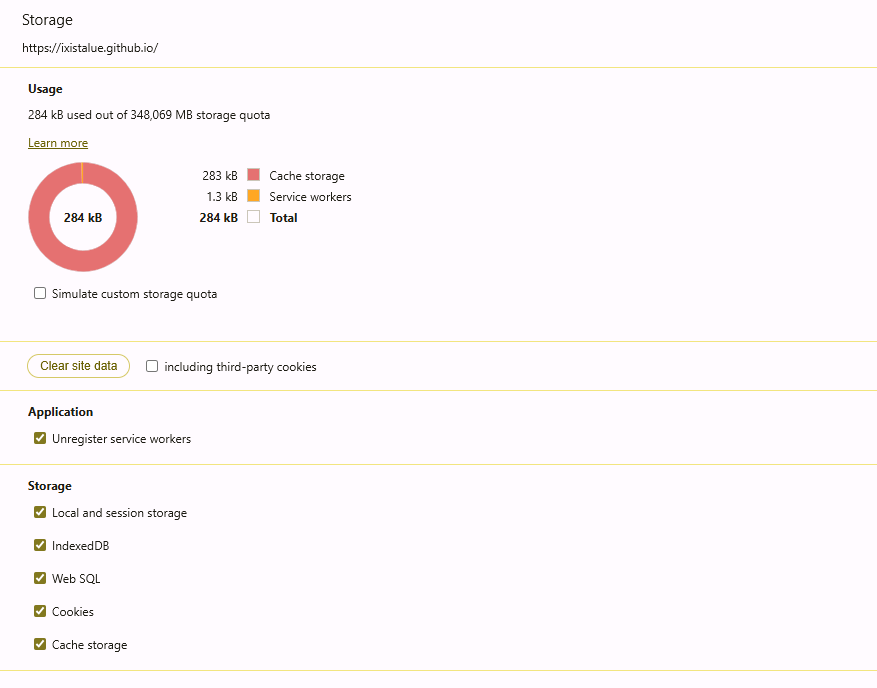 Storage
https://ixistalue.github.io/
Usage
284 kB used out of 348,069 MB storage quota
Learn more
284 kB
283 kB Cache storage
1.3 kB Service workers
284 kB Total
Simulate custom storage quota
Clear site data including third-party cookies
Application
Unregister service workers
Storage
Local and session storage
IndexedDB
Web SQL
Cookies
Cache storage